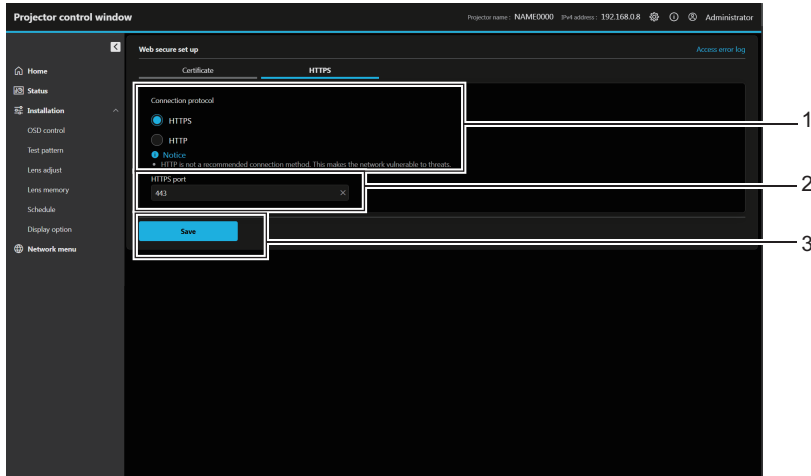 Projector control window
Projector name : NAME0000 IPv4 address : 192.168.0.8 Administrator
Home
Status
Installation
OSD control
Test pattern
Lens adjust
Lens memory
Schedule
Display option
Network menu
Web secure set up
Access error log
Certificate
HTTPS
Connection protocol
HTTPS
HTTP
Notice
• HTTP is not a recommended connection method. This makes the network vulnerable to threats.
1
HTTPS port
443
2
Save
3